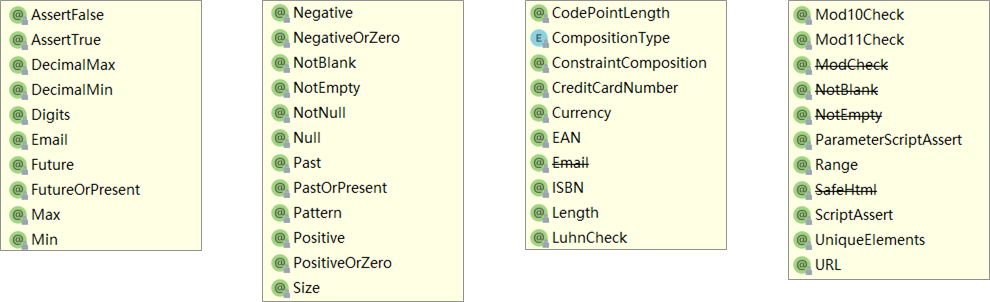 AssertFalse
AssertTrue
DecimalMax
DecimalMin
Digits
Email
Future
FutureOrPresent
Max
Min
Negative
NegativeOrZero
NotBlank
NotEmpty
NotNull
Null
Past
PastOrPresent
Pattern
Positive
PositiveOrZero
Size
CodePointLength
CompositionType
ConstraintComposition
CreditCardNumber
Currency
EAN
Email
ISBN
Length
LuhnCheck
Mod10Check
Mod11Check
ModCheck
NotBlank
NotEmpty
ParameterScriptAssert
Range
SafeHtml
ScriptAssert
UniqueElements
URL